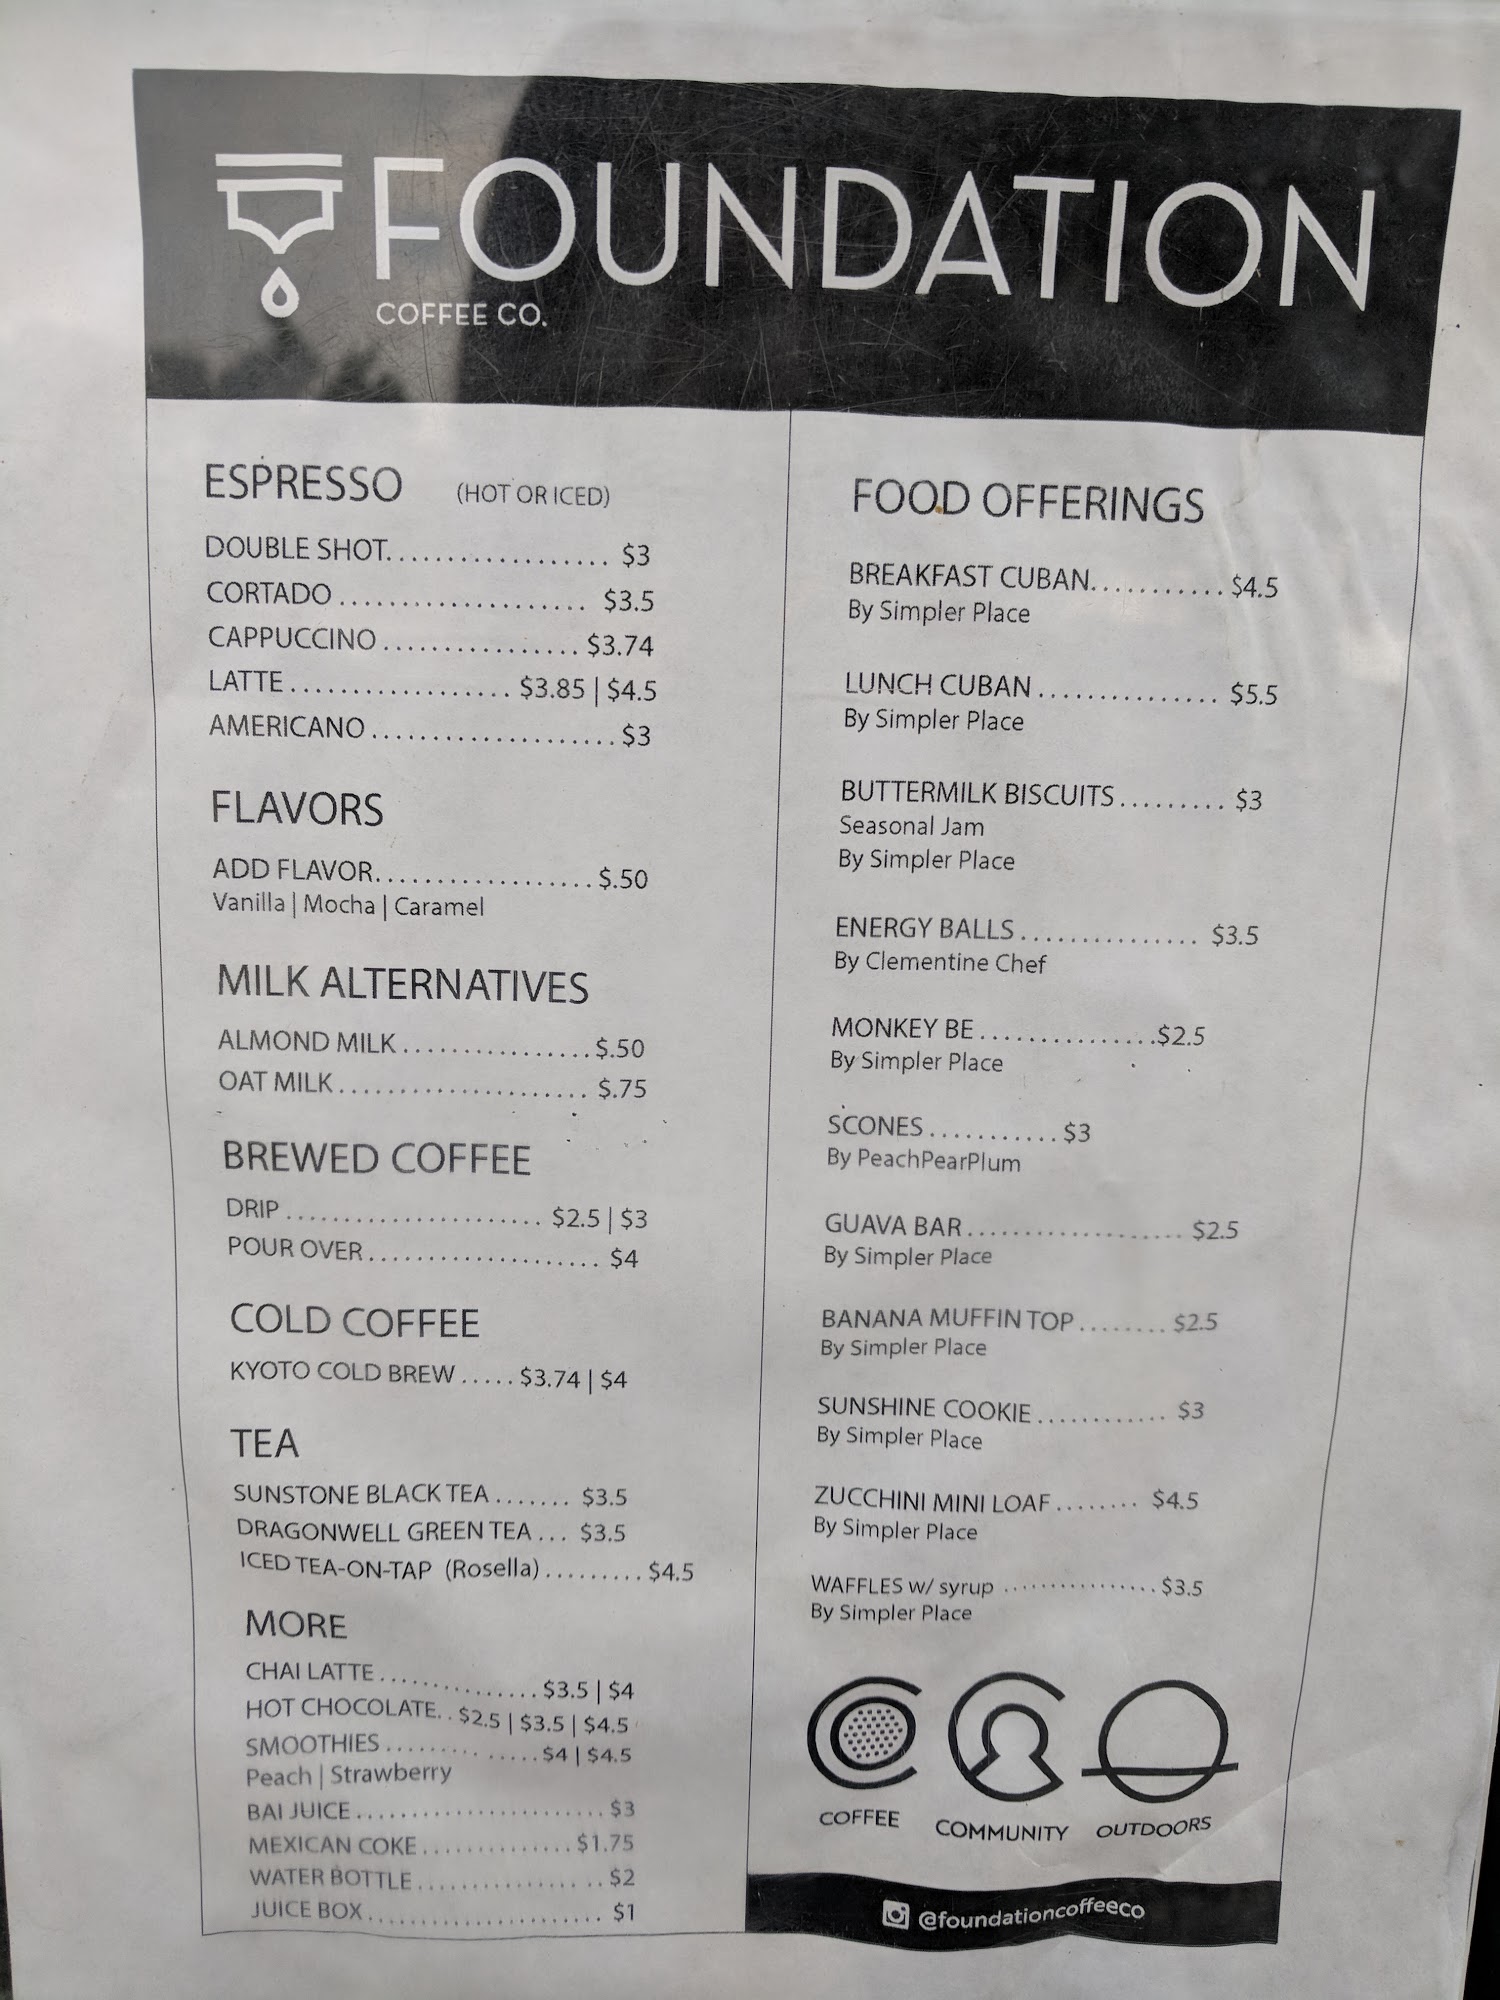 FOUNDATION
COFFEE CO.
ESPRESSO (HOT OR ICED)
DOUBLE SHOT................... $3
CORTADO..................... $3.5
CAPPUCCINO................. $3.74
LATTE................... $3.85 | $4.5
AMERICANO.....................$3
FLAVORS
ADD FLAVOR...................$.50
Vanilla | Mocha | Caramel
MILK ALTERNATIVES
ALMOND MILK................$.50
OAT MILK...................... $.75
BREWED COFFEE
DRIP...................... $2.5 | $3
POUR OVER.................... $4
COLD COFFEE
KYOTO COLD BREW..... $3.74 | $4
TEA
SUNSTONE BLACK TEA....... $3.5
DRAGONWELL GREEN TEA... $3.5
ICED TEA-ON-TAP (Rosella)......... $4.5
MORE
CHAI LATTE................$3.5 | $4
HOT CHOCOLATE..$2.5 | $3.5 | $4.5
SMOOTHIES...............$4 | $4.5
Peach | Strawberry
BAI JUICE........................ $3
MEXICAN COKE..............$1.75
WATER BOTTLE.................. $2
JUICE BOX....................... $1
FOOD OFFERINGS
BREAKFAST CUBAN........... $4.5
By Simpler Place
LUNCH CUBAN............... $5.5
By Simpler Place
BUTTERMILK BISCUITS......... $3
Seasonal Jam
By Simpler Place
ENERGY BALLS............... $3.5
By Clementine Chef
MONKEY BE................$2.5
By Simpler Place
SCONES........... $3
By PeachPearPlum
GUAVA BAR................... $2.5
By Simpler Place
BANANA MUFFIN TOP........ $2.5
By Simpler Place
SUNSHINE COOKIE............ $3
By Simpler Place
ZUCCHINI MINI LOAF........ $4.5
By Simpler Place
WAFFLES w/ syrup.................$3.5
By Simpler Place
COFFEE COMMUNITY OUTDOORS
@foundationcoffeeco